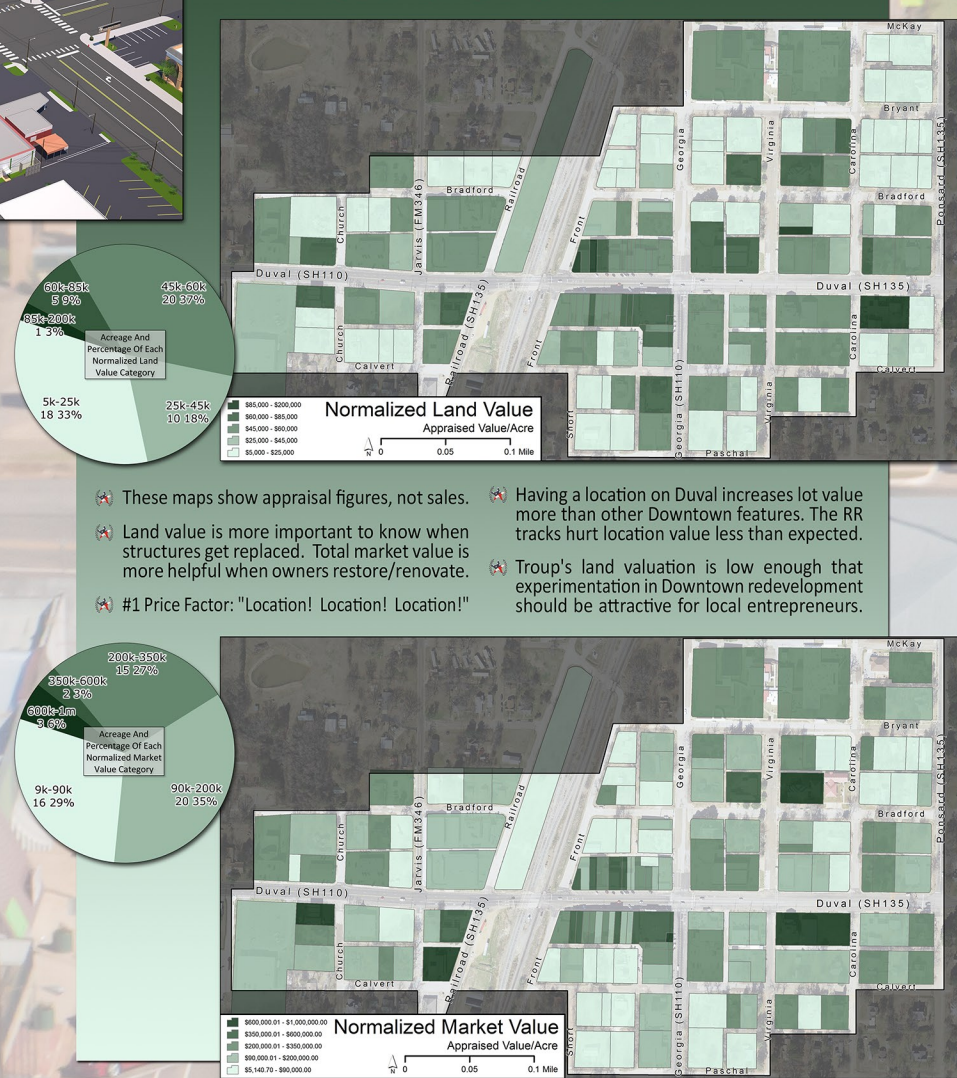 McKay
Bryant
Georgia
Virginia
Carolina
Ponsard (SH135)
Bradford
Bradford
Church
Jarvis (FM346)
Railroad
Front
Duval (SH110)
Duval (SH135)
Church
Calvert
Railroad (SH135)
Front
Short
Georgia (SH110)
Virginia
Carolina
Calvert
Paschal
60k-85k
5 9%
45k-60k
20 37%
85k-200k
1 3%
Acreage And
Percentage Of Each
Normalized Land
Value Category
5k-25k
18 33%
25k-45k
10 18%
Normalized Land Value
Appraised Value/Acre
$85,000 - $200,000
$60,000 - $85,000
$45,000 - $60,000
$25,000 - $45,000
$5,000 - $25,000
N
0 0.05 0.1 Mile
These maps show appraisal figures, not sales.
Land value is more important to know when
structures get replaced. Total market value is
more helpful when owners restore/renovate.
#1 Price Factor: "Location! Location! Location!"
Having a location on Duval increases lot value
more than other Downtown features. The RR
tracks hurt location value less than expected.
Troup's land valuation is low enough that
experimentation in Downtown redevelopment
should be attractive for local entrepreneurs.
McKay
Bryant
Georgia
Virginia
Carolina
Ponsard (SH135)
Bradford
Bradford
Church
Jarvis (FM346)
Railroad
Front
Duval (SH110)
Duval (SH135)
Church
Calvert
Railroad (SH135)
Front
Short
Georgia (SH110)
Virginia
Carolina
Calvert
Paschal
200k-350k
15 27%
350k-600k
2 3%
600k-1m
3 6%
Acreage And
Percentage Of Each
Normalized Market
Value Category
9k-90k
16 29%
90k-200k
20 35%
Normalized Market Value
Appraised Value/Acre
$600,000.01 - $1,000,000.00
$350,000.01 - $600,000.00
$200,000.01 - $350,000.00
$90,000.01 - $200,000.00
$5,140.70 - $90,000.00
N
0 0.05 0.1 Mile